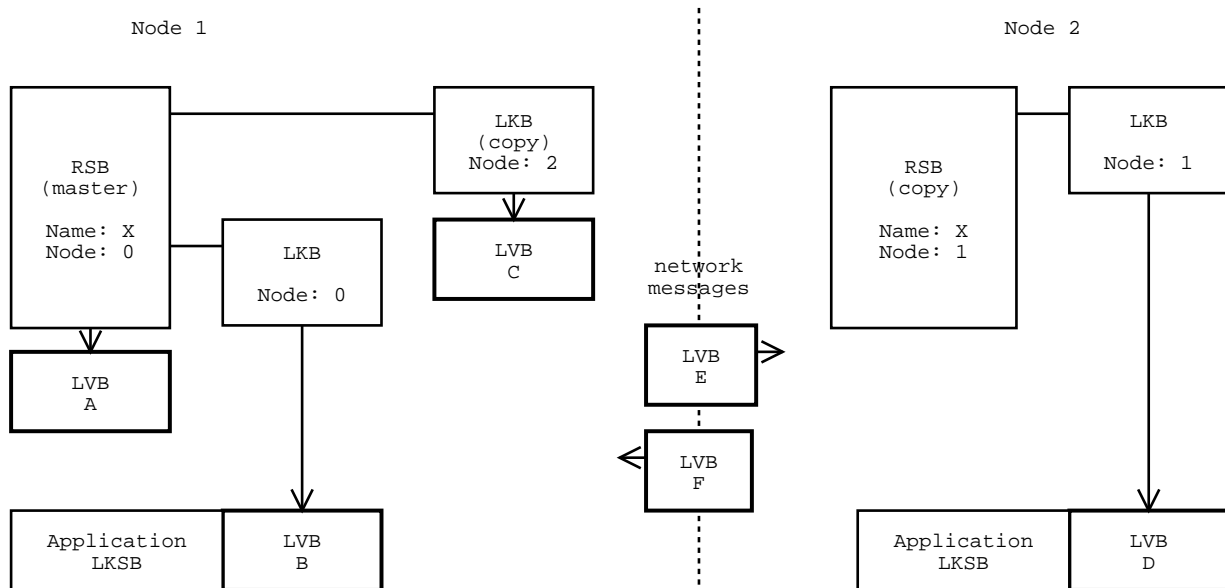 Node 1
Node 2
RSB
(master)
Name: X
Node: 0
LKB
(copy)
Node: 2
LVB
C
LKB
Node: 0
LVB
A
network
messages
LVB
E
LVB
F
RSB
(copy)
Name: X
Node: 1
LKB
Node: 1
Application
LKSB
LVB
B
Application
LKSB
LVB
D